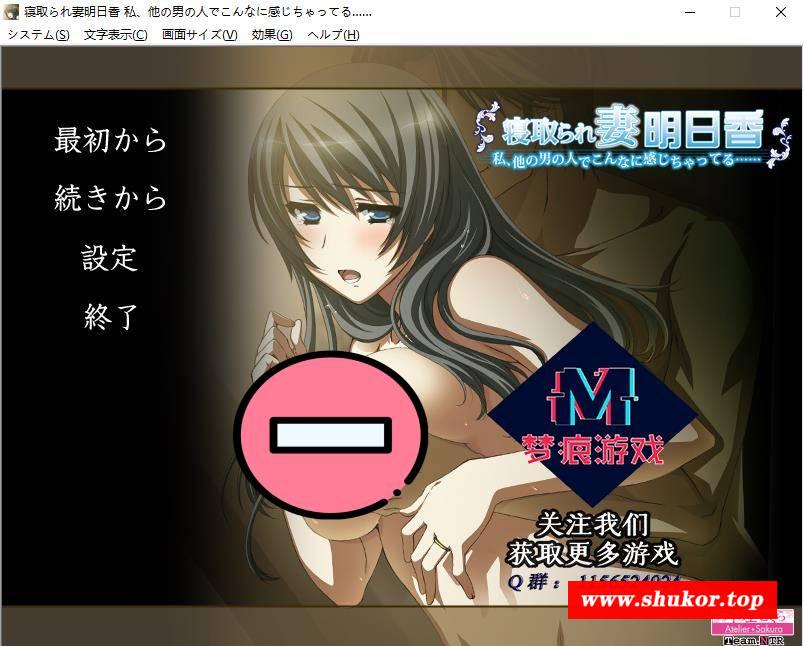 寝取られ妻明日香 私、他の男の人でこんなに感じちゃってる……
システム(S) 文字表示(C) 画面サイズ(V) 効果(G) ヘルプ(H)
寝取られ妻明日香
私、他の男の人でこんなに感じちゃってる……
最初から
続きから
設定
終了
梦痕游戏
关注我们
获取更多游戏
Q群：
www.shukor.top
Atelier*Sakura
Team.NTR